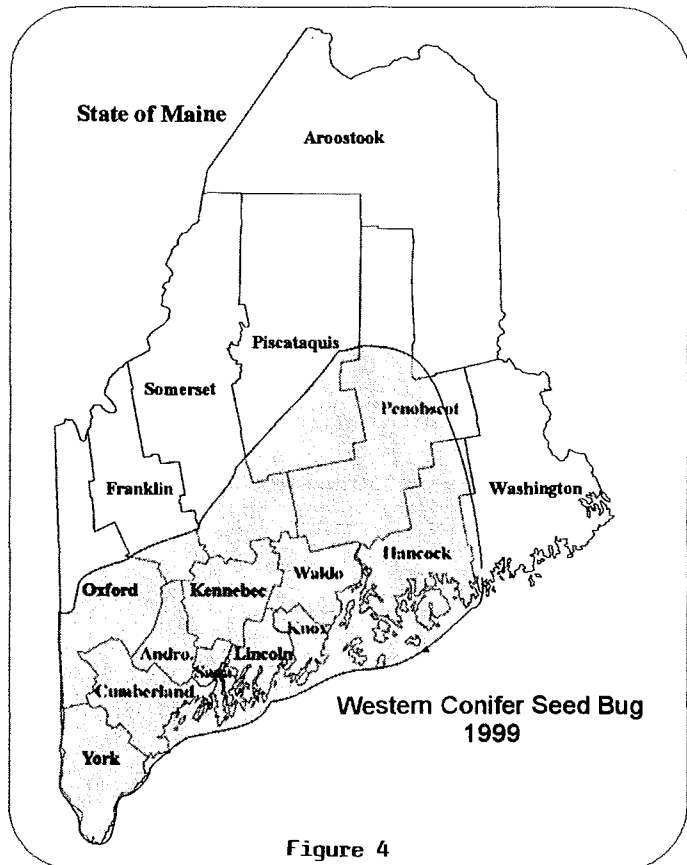 State of Maine
Aroostook
Piscataquis
Somerset
Penobscot
Franklin
Washington
Hancock
Oxford
Kennebec
Waldo
Knox
Andro.
Lincoln
Cumberland
York
Western Conifer Seed Bug
1999
Figure 4